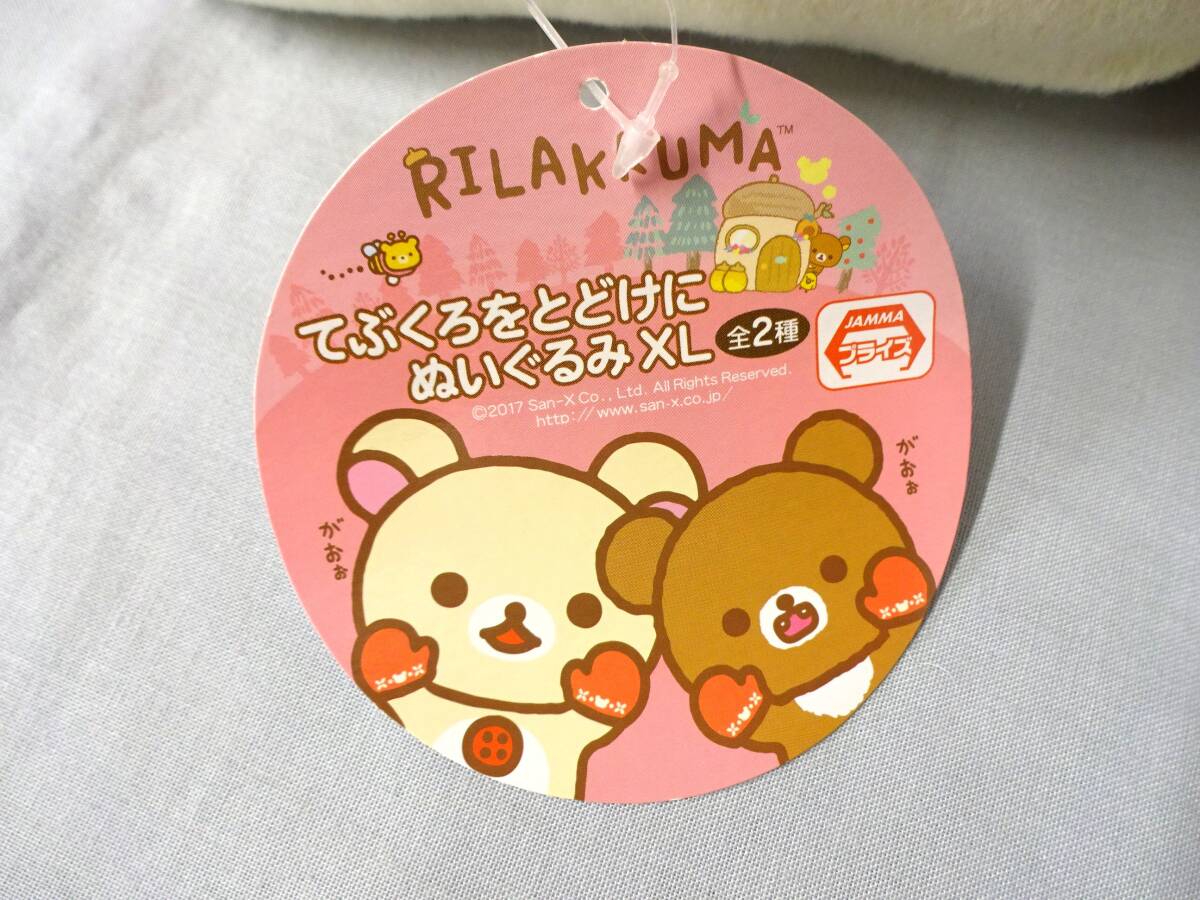 RILAKKUMA™
てぶくろをとどけに
ぬいぐるみXL 全2種
JAMMA
プライズ
©2017 San-X Co., Ltd. All Rights Reserved.
http://www.san-x.co.jp/
がおぉ
がおぉ